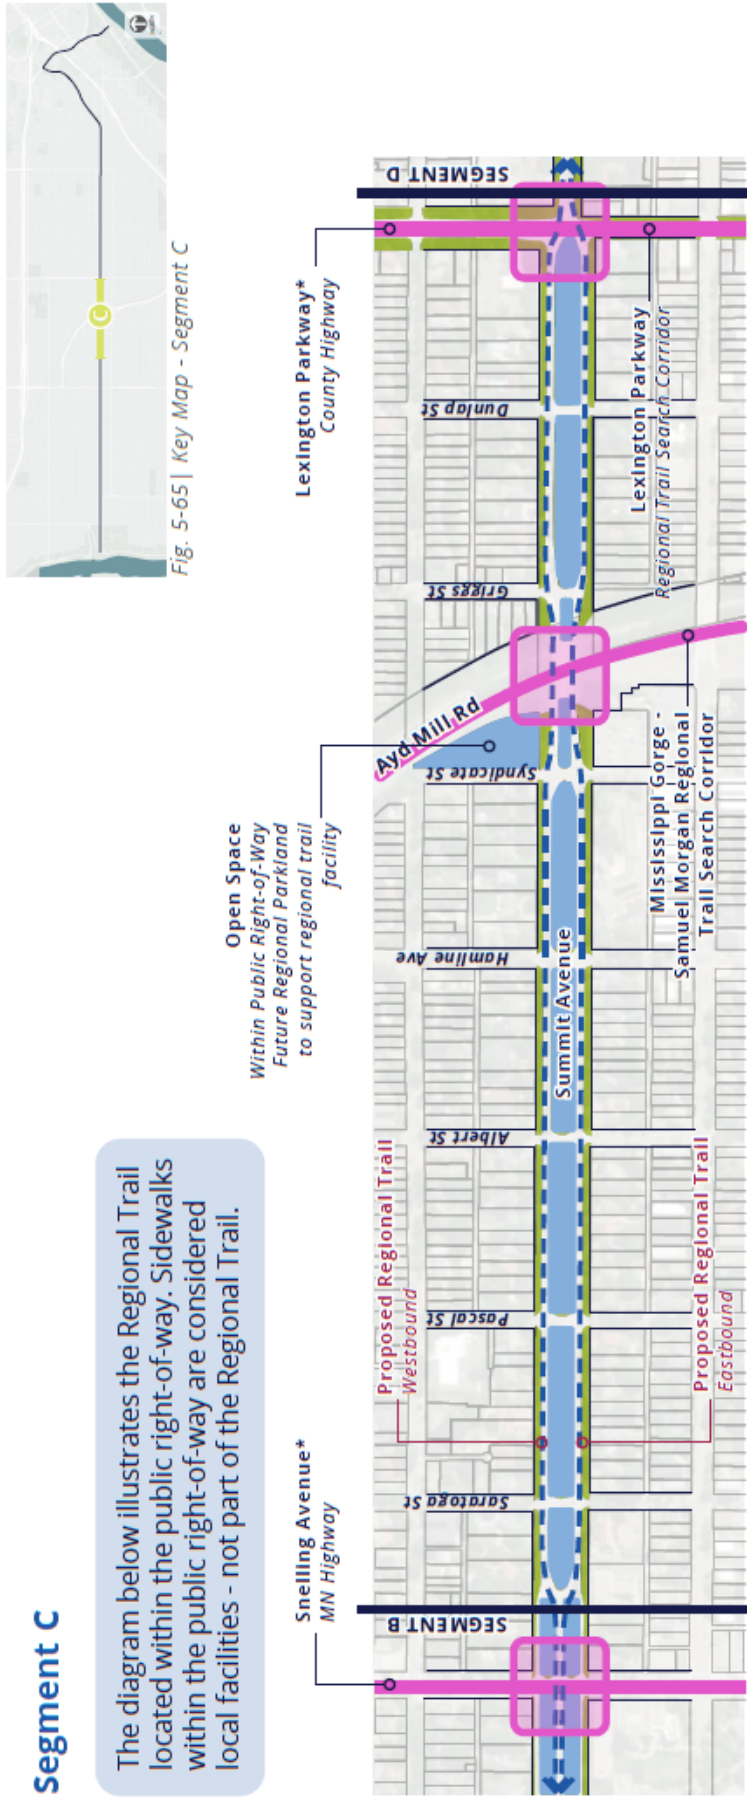 Segment C
The diagram below illustrates the Regional Trail
located within the public right-of-way. Sidewalks
within the public right-of-way are considered
local facilities - not part of the Regional Trail.
C
Fig. 5-65| Key Map - Segment C
Snelling Avenue*
MN Highway
Open Space
Within Public Right-of-Way
Future Regional Parkland
to support regional trail
facility
Lexington Parkway*
County Highway
Proposed Regional Trail
Westbound
Ayd Mill Rd
SEGMENT B
Saratoga St
Pascal St
Albert St
Hamline Ave
Syndicate St
Griggs St
Dunlap St
SEGMENT D
Summit Avenue
Proposed Regional Trail
Eastbound
Mississippi Gorge -
Samuel Morgan Regional
Trail Search Corridor
Lexington Parkway
Regional Trail Search Corridor